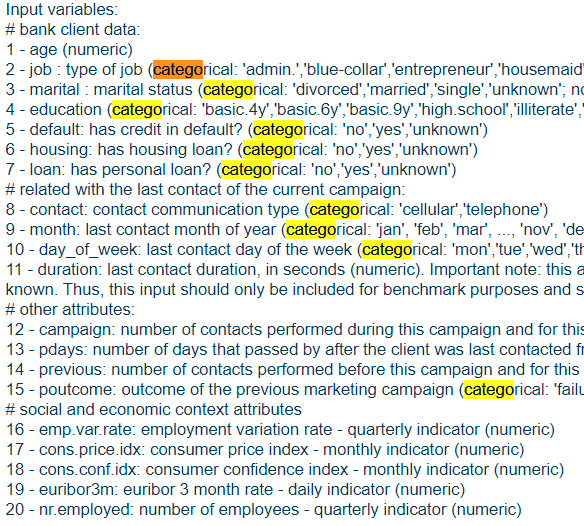 Input variables:
# bank client data:
1 - age (numeric)
2 - job : type of job (categorical: 'admin.','blue-collar','entrepreneur','housemaid'
3 - marital : marital status (categorical: 'divorced','married','single','unknown'; no
4 - education (categorical: 'basic.4y','basic.6y','basic.9y','high.school','illiterate','
5 - default: has credit in default? (categorical: 'no','yes','unknown')
6 - housing: has housing loan? (categorical: 'no','yes','unknown')
7 - loan: has personal loan? (categorical: 'no','yes','unknown')
# related with the last contact of the current campaign:
8 - contact: contact communication type (categorical: 'cellular','telephone')
9 - month: last contact month of year (categorical: 'jan', 'feb', 'mar', ..., 'nov', 'de
10 - day_of_week: last contact day of the week (categorical: 'mon','tue','wed','th
11 - duration: last contact duration, in seconds (numeric). Important note: this a
known. Thus, this input should only be included for benchmark purposes and s
# other attributes:
12 - campaign: number of contacts performed during this campaign and for this
13 - pdays: number of days that passed by after the client was last contacted fr
14 - previous: number of contacts performed before this campaign and for this
15 - poutcome: outcome of the previous marketing campaign (categorical: 'failu
# social and economic context attributes
16 - emp.var.rate: employment variation rate - quarterly indicator (numeric)
17 - cons.price.idx: consumer price index - monthly indicator (numeric)
18 - cons.conf.idx: consumer confidence index - monthly indicator (numeric)
19 - euribor3m: euribor 3 month rate - daily indicator (numeric)
20 - nr.employed: number of employees - quarterly indicator (numeric)